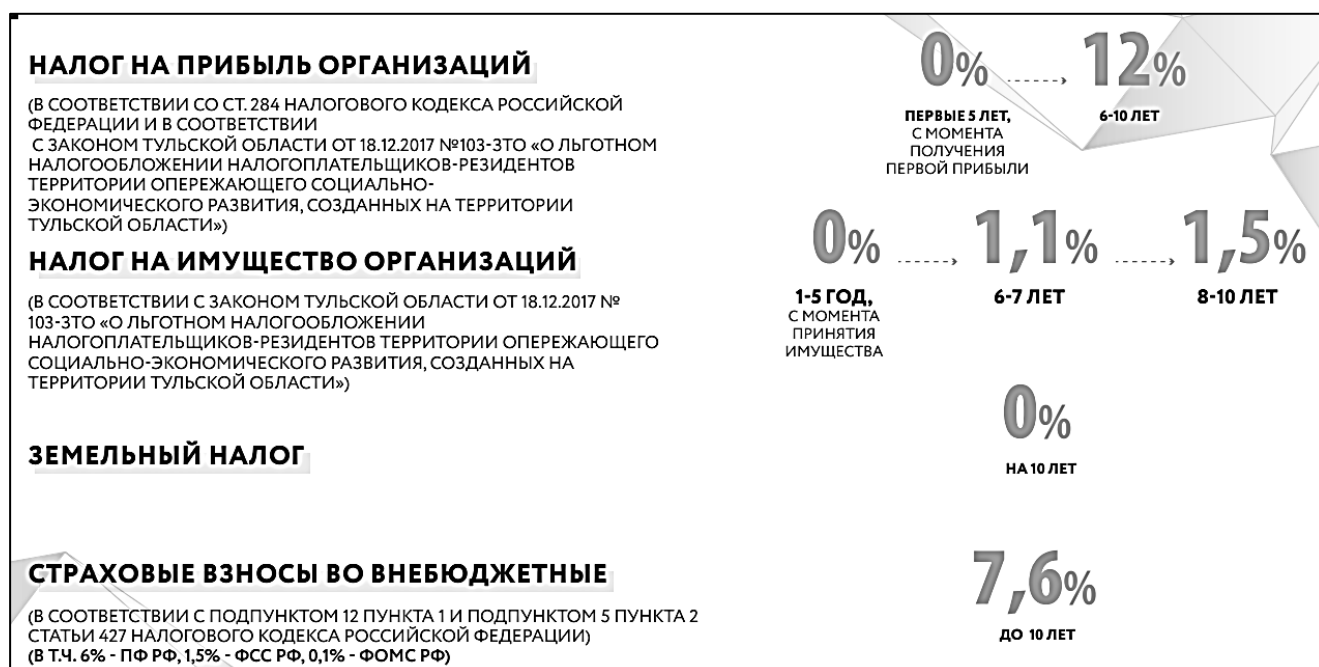 НАЛОГ НА ПРИБЫЛЬ ОРГАНИЗАЦИЙ
(В СООТВЕТСТВИИ СО СТ. 284 НАЛОГОВОГО КОДЕКСА РОССИЙСКОЙ
ФЕДЕРАЦИИ И В СООТВЕТСТВИИ
С ЗАКОНОМ ТУЛЬСКОЙ ОБЛАСТИ ОТ 18.12.2017 №103-ЗТО «О ЛЬГОТНОМ
НАЛОГООБЛОЖЕНИИ НАЛОГОПЛАТЕЛЬЩИКОВ-РЕЗИДЕНТОВ
ТЕРРИТОРИИ ОПЕРЕЖАЮЩЕГО СОЦИАЛЬНО-
ЭКОНОМИЧЕСКОГО РАЗВИТИЯ, СОЗДАННЫХ НА ТЕРРИТОРИИ
ТУЛЬСКОЙ ОБЛАСТИ»)
0% 12%
ПЕРВЫЕ 5 ЛЕТ, 6-10 ЛЕТ
С МОМЕНТА
ПОЛУЧЕНИЯ
ПЕРВОЙ ПРИБЫЛИ
НАЛОГ НА ИМУЩЕСТВО ОРГАНИЗАЦИЙ
(В СООТВЕТСТВИИ С ЗАКОНОМ ТУЛЬСКОЙ ОБЛАСТИ ОТ 18.12.2017 №
103-ЗТО «О ЛЬГОТНОМ НАЛОГООБЛОЖЕНИИ
НАЛОГОПЛАТЕЛЬЩИКОВ-РЕЗИДЕНТОВ ТЕРРИТОРИИ ОПЕРЕЖАЮЩЕГО
СОЦИАЛЬНО-ЭКОНОМИЧЕСКОГО РАЗВИТИЯ, СОЗДАННЫХ НА
ТЕРРИТОРИИ ТУЛЬСКОЙ ОБЛАСТИ»)
0% 1,1% 1,5%
1-5 ГОД, 6-7 ЛЕТ 8-10 ЛЕТ
С МОМЕНТА
ПРИНЯТИЯ
ИМУЩЕСТВА
ЗЕМЕЛЬНЫЙ НАЛОГ
0%
НА 10 ЛЕТ
СТРАХОВЫЕ ВЗНОСЫ ВО ВНЕБЮДЖЕТНЫЕ
(В СООТВЕТСТВИИ С ПОДПУНКТОМ 12 ПУНКТА 1 И ПОДПУНКТОМ 5 ПУНКТА 2
СТАТЬИ 427 НАЛОГОВОГО КОДЕКСА РОССИЙСКОЙ ФЕДЕРАЦИИ)
(В Т.Ч. 6% - ПФ РФ, 1,5% - ФСС РФ, 0,1% - ФОМС РФ)
7,6%
ДО 10 ЛЕТ